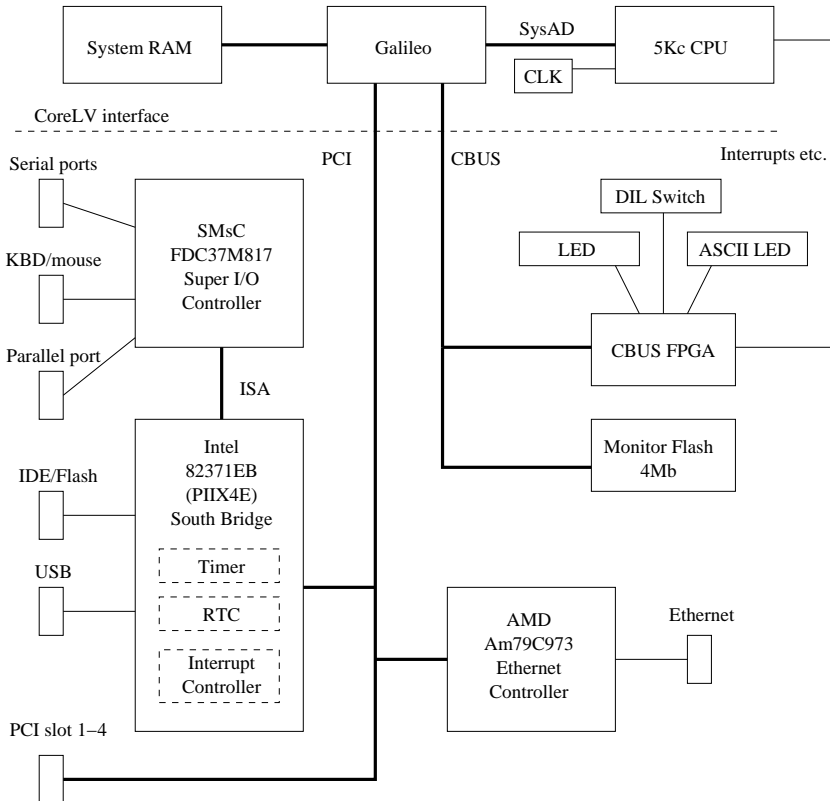 System RAM
Galileo
SysAD
5Kc CPU
CLK
CoreLV interface
PCI
CBUS
Interrupts etc.
Serial ports
SMsC
FDC37M817
Super I/O
Controller
KBD/mouse
Parallel port
DIL Switch
LED
ASCII LED
CBUS FPGA
ISA
Intel
82371EB
(PIIX4E)
South Bridge
Monitor Flash
4Mb
IDE/Flash
Timer
USB
RTC
Interrupt
Controller
AMD
Am79C973
Ethernet
Controller
Ethernet
PCI slot 1–4